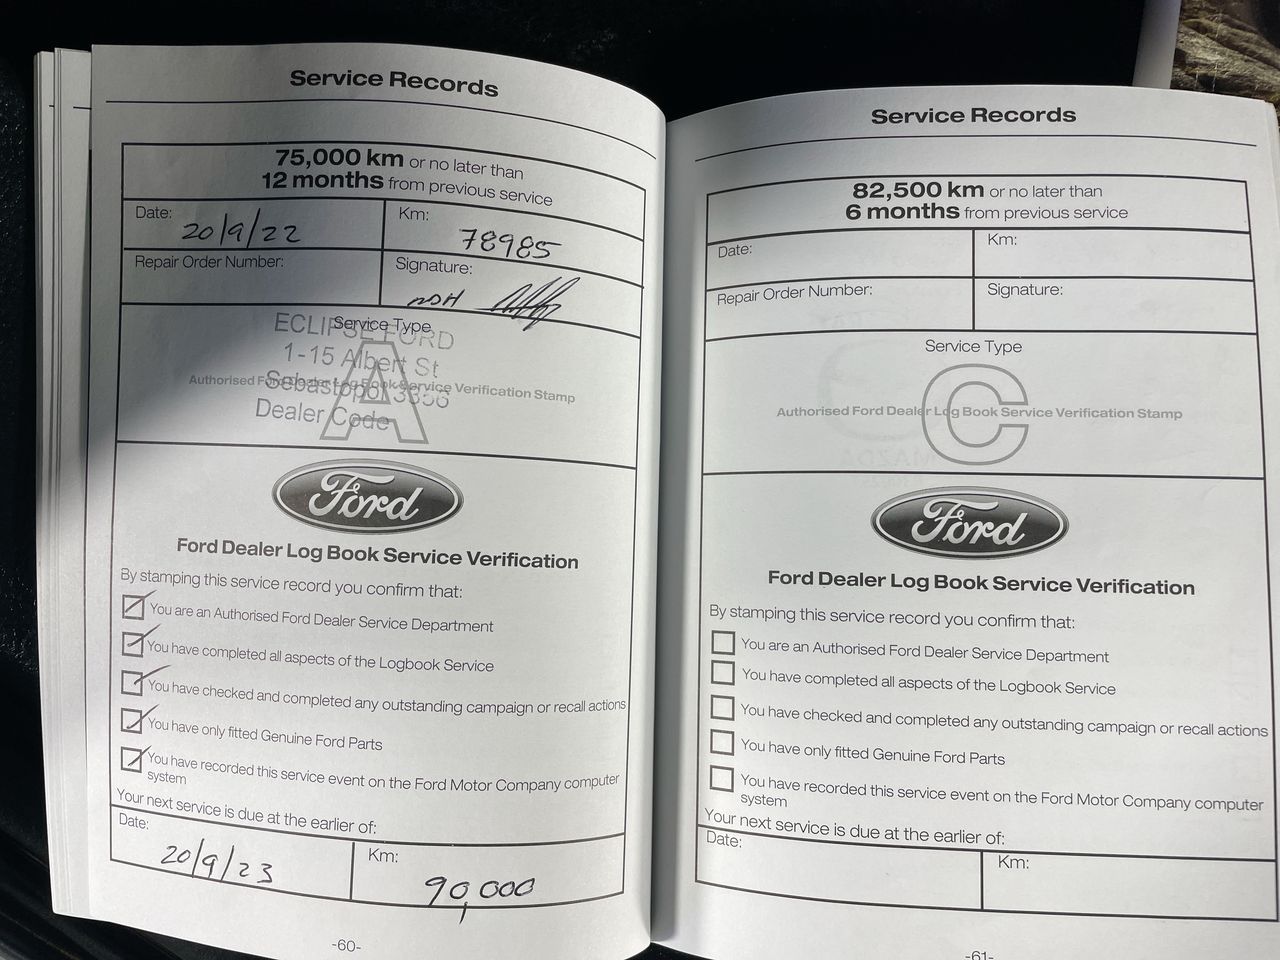 Service Records
75,000 km or no later than
12 months from previous service
Date:
20/9/22
Km:
78985
Repair Order Number:
Signature:
Service Type
A
ECLIPSE FORD
1-15 Albert St
Authorised Ford Dealer Log Book Service Verification Stamp
Sebastopol 3356
Dealer Code
Ford
Ford Dealer Log Book Service Verification
By stamping this service record you confirm that:
You are an Authorised Ford Dealer Service Department
You have completed all aspects of the Logbook Service
You have checked and completed any outstanding campaign or recall actions
You have only fitted Genuine Ford Parts
You have recorded this service event on the Ford Motor Company computer
system
Your next service is due at the earlier of:
Date:
20/9/23
Km:
90,000
-60-
Service Records
82,500 km or no later than
6 months from previous service
Date:
Km:
Repair Order Number:
Signature:
Service Type
C
Authorised Ford Dealer Log Book Service Verification Stamp
Ford
Ford Dealer Log Book Service Verification
By stamping this service record you confirm that:
You are an Authorised Ford Dealer Service Department
You have completed all aspects of the Logbook Service
You have checked and completed any outstanding campaign or recall actions
You have only fitted Genuine Ford Parts
You have recorded this service event on the Ford Motor Company computer
system
Your next service is due at the earlier of:
Date:
Km:
-61-